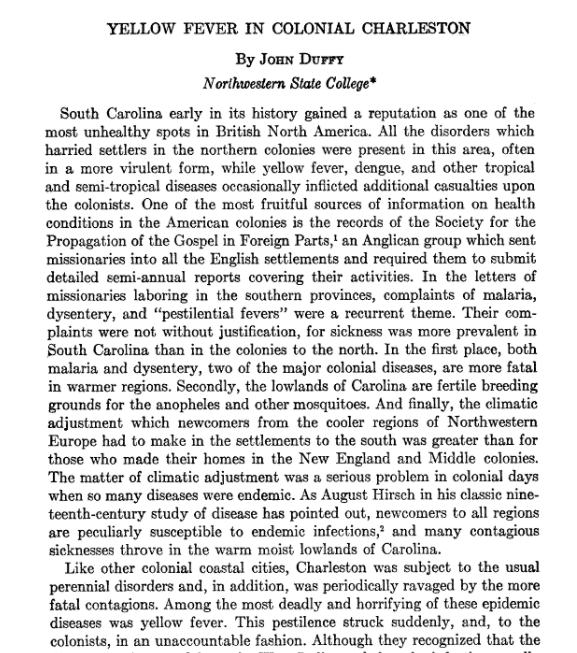 YELLOW FEVER IN COLONIAL CHARLESTON
By John Duffy
Northwestern State College*
South Carolina early in its history gained a reputation as one of the
most unhealthy spots in British North America. All the disorders which
harried settlers in the northern colonies were present in this area, often
in a more virulent form, while yellow fever, dengue, and other tropical
and semi-tropical diseases occasionally inflicted additional casualties upon
the colonists. One of the most fruitful sources of information on health
conditions in the American colonies is the records of the Society for the
Propagation of the Gospel in Foreign Parts,¹ an Anglican group which sent
missionaries into all the English settlements and required them to submit
detailed semi-annual reports covering their activities. In the letters of
missionaries laboring in the southern provinces, complaints of malaria,
dysentery, and "pestilential fevers" were a recurrent theme. Their com-
plaints were not without justification, for sickness was more prevalent in
South Carolina than in the colonies to the north. In the first place, both
malaria and dysentery, two of the major colonial diseases, are more fatal
in warmer regions. Secondly, the lowlands of Carolina are fertile breeding
grounds for the anopheles and other mosquitoes. And finally, the climatic
adjustment which newcomers from the cooler regions of Northwestern
Europe had to make in the settlements to the south was greater than for
those who made their homes in the New England and Middle colonies.
The matter of climatic adjustment was a serious problem in colonial days
when so many diseases were endemic. As August Hirsch in his classic nine-
teenth-century study of disease has pointed out, newcomers to all regions
are peculiarly susceptible to endemic infections,² and many contagious
sicknesses throve in the warm moist lowlands of Carolina.
Like other colonial coastal cities, Charleston was subject to the usual
perennial disorders and, in addition, was periodically ravaged by the more
fatal contagions. Among the most deadly and horrifying of these epidemic
diseases was yellow fever. This pestilence struck suddenly, and, to the
colonists, in an unaccountable fashion. Although they recognized that the